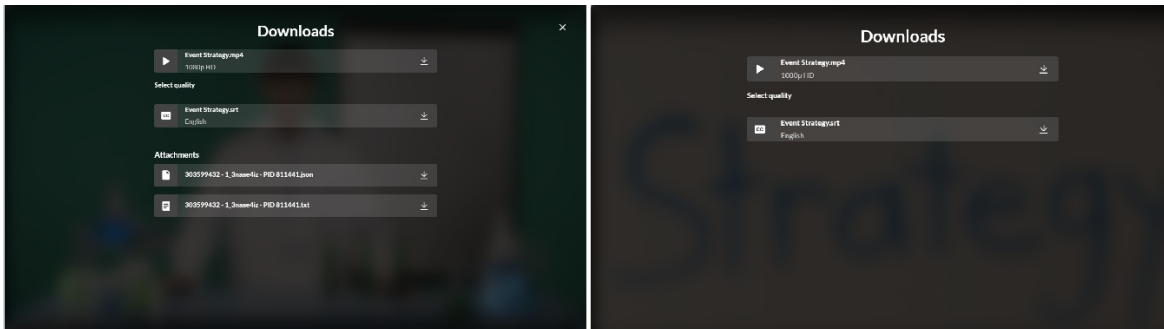 Downloads
Event Strategy.mp4
1080p HD
Select quality
Event Strategy.srt
English
Attachments
303599432 - 1_3nase4iz - PID 811441.json
303599432 - 1_3nase4iz - PID 811441.txt
Downloads
Event Strategy.mp4
1080p HD
Select quality
CC
Event Strategy.srt
English
Strategy